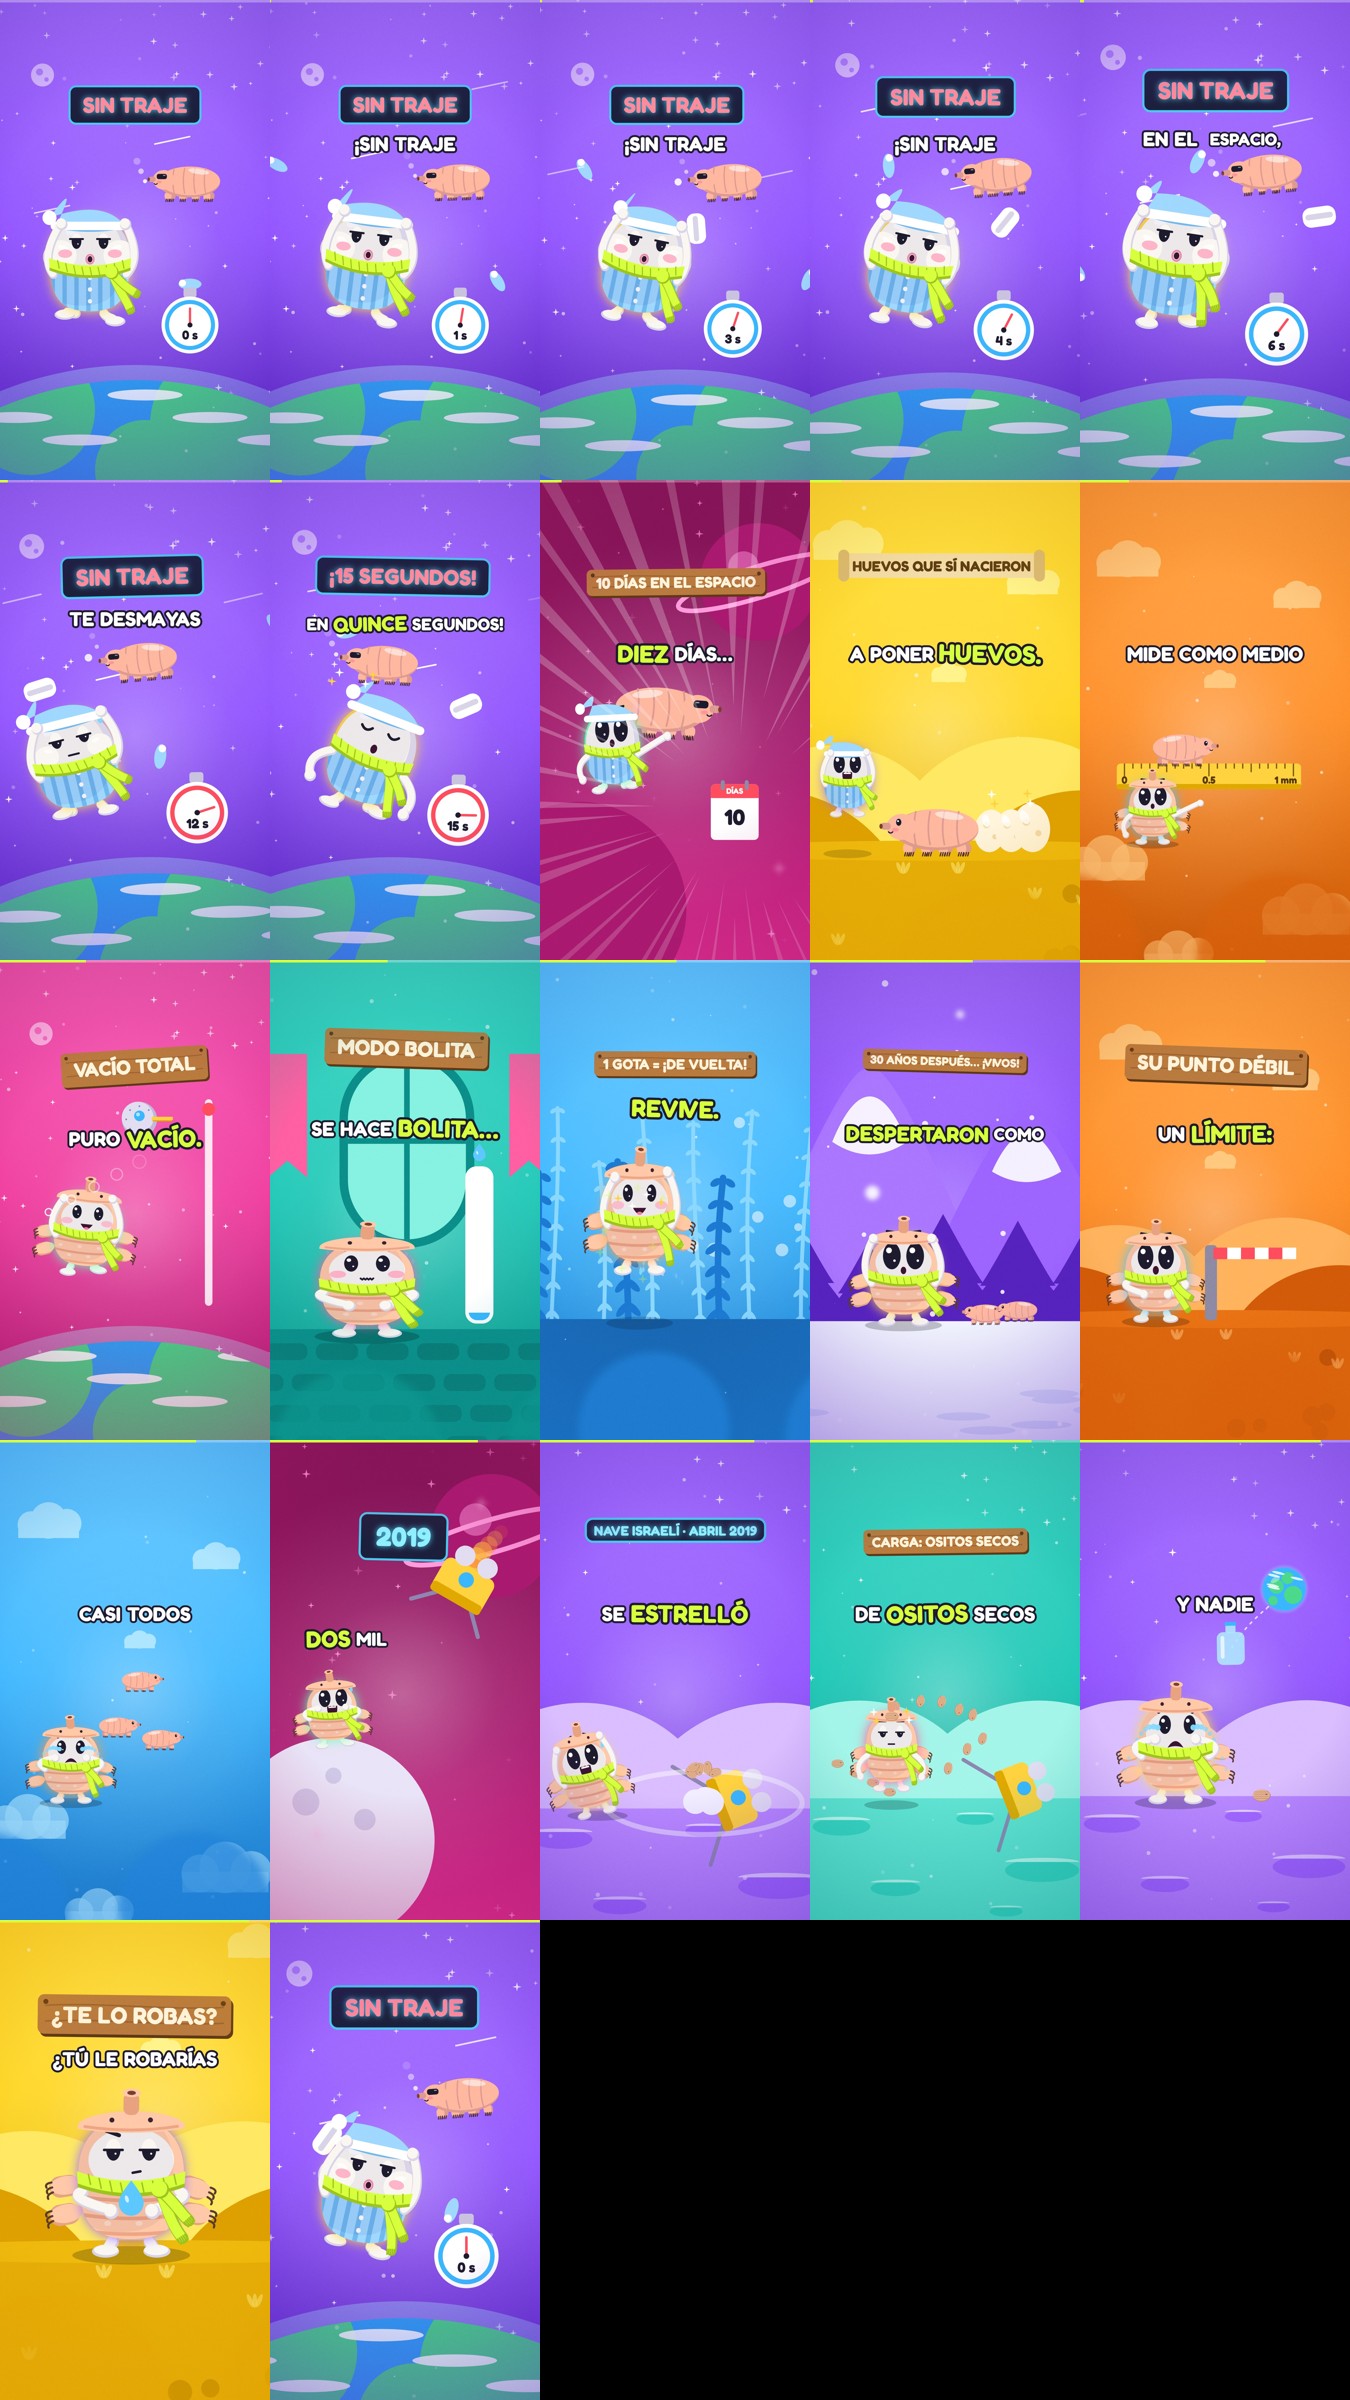 SIN TRAJE
0 s
SIN TRAJE
¡SIN TRAJE
1 s
SIN TRAJE
¡SIN TRAJE
3 s
SIN TRAJE
¡SIN TRAJE
4 s
SIN TRAJE
EN EL ESPACIO,
6 s
SIN TRAJE
TE DESMAYAS
12 s
¡15 SEGUNDOS!
EN QUINCE SEGUNDOS!
15 s
10 DÍAS EN EL ESPACIO
DIEZ DÍAS...
DÍAS
10
HUEVOS QUE SÍ NACIERON
A PONER HUEVOS.
MIDE COMO MEDIO
0 0.5 1 mm
VACÍO TOTAL
PURO VACÍO.
MODO BOLITA
SE HACE BOLITA...
1 GOTA = ¡DE VUELTA!
REVIVE.
30 AÑOS DESPUÉS... ¡VIVOS!
DESPERTARON COMO
SU PUNTO DÉBIL
UN LÍMITE:
CASI TODOS
2019
DOS MIL
NAVE ISRAELÍ · ABRIL 2019
SE ESTRELLÓ
CARGA: OSITOS SECOS
DE OSITOS SECOS
Y NADIE
¿TE LO ROBAS?
¿TÚ LE ROBARÍAS
SIN TRAJE
0 s